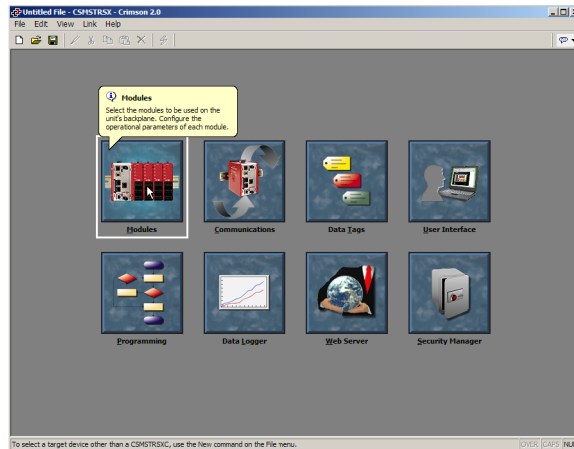 Untitled File - CSMSTRSX - Crimson 2.0
File Edit View Link Help
Modules
Select the modules to be used on the
unit's backplane. Configure the
operational parameters of each module.
Modules Communications Data Tags User Interface
Programming Data Logger Web Server Security Manager
To select a target device other than a CSMSTRSXC, use the New command on the File menu.
OVER CAPS NU